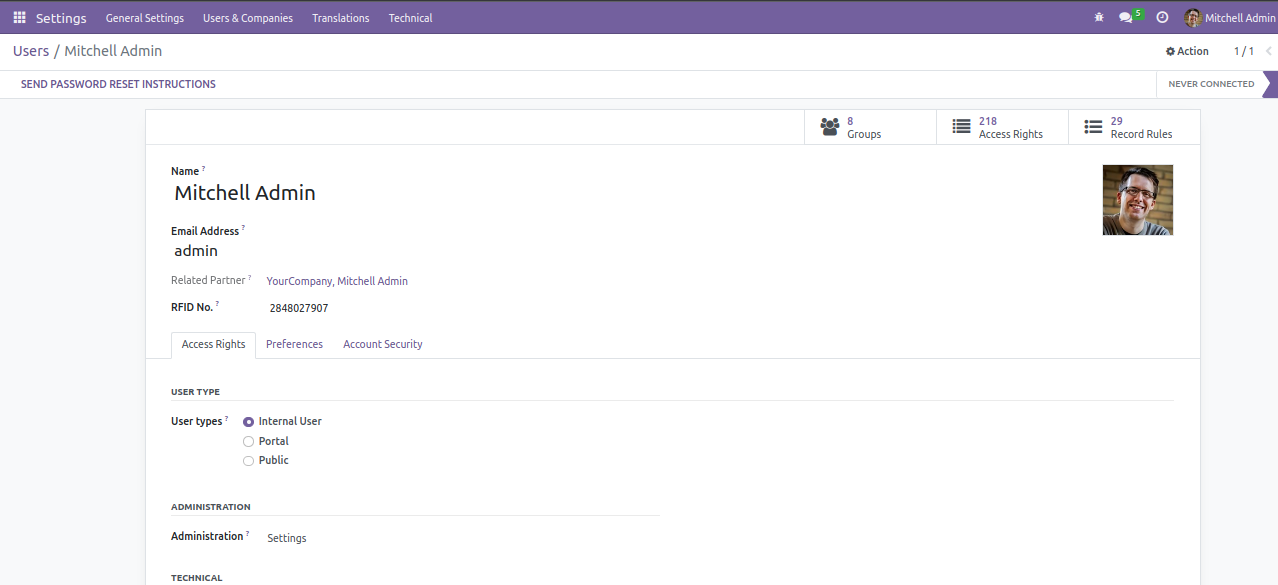 Settings General Settings Users & Companies Translations Technical 5 Mitchell Admin
Users / Mitchell Admin Action 1 / 1
SEND PASSWORD RESET INSTRUCTIONS NEVER CONNECTED
8 Groups 218 Access Rights 29 Record Rules
Name ?
Mitchell Admin
Email Address ?
admin
Related Partner ? YourCompany, Mitchell Admin
RFID No. ? 2848027907
Access Rights Preferences Account Security
USER TYPE
User types ? Internal User
Portal
Public
ADMINISTRATION
Administration ? Settings
TECHNICAL